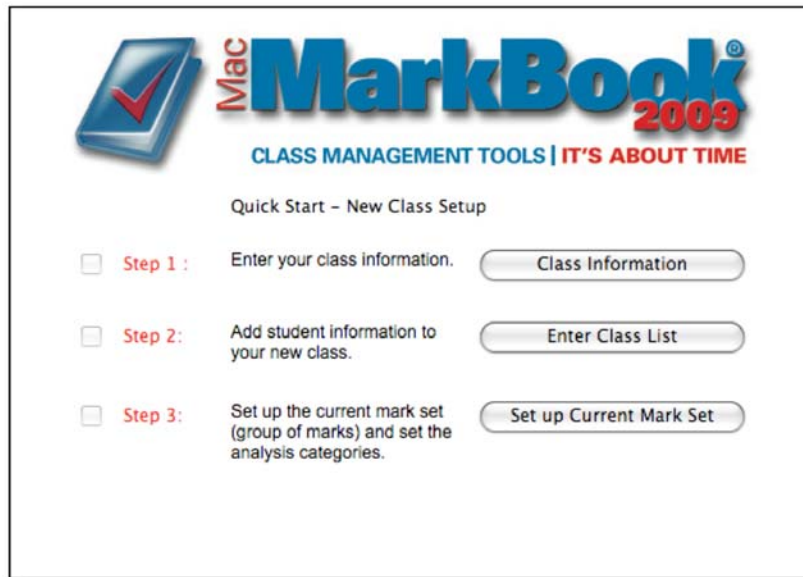 Mac
MarkBook®
2009
CLASS MANAGEMENT TOOLS | IT'S ABOUT TIME
Quick Start – New Class Setup
Step 1 :
Enter your class information.
Class Information
Step 2:
Add student information to
your new class.
Enter Class List
Step 3:
Set up the current mark set
(group of marks) and set the
analysis categories.
Set up Current Mark Set